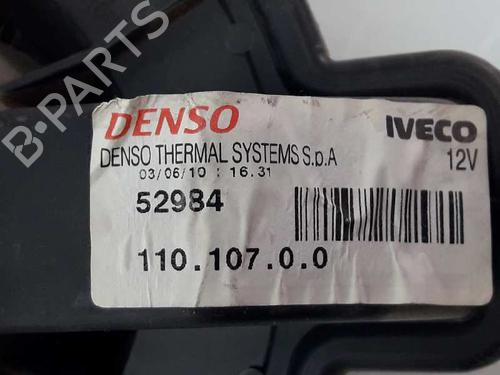 DENSO
IVECO
DENSO THERMAL SYSTEMS S.p.A
12V
03/06/10 : 16.31
52984
110.107.0.0
B-PARTS